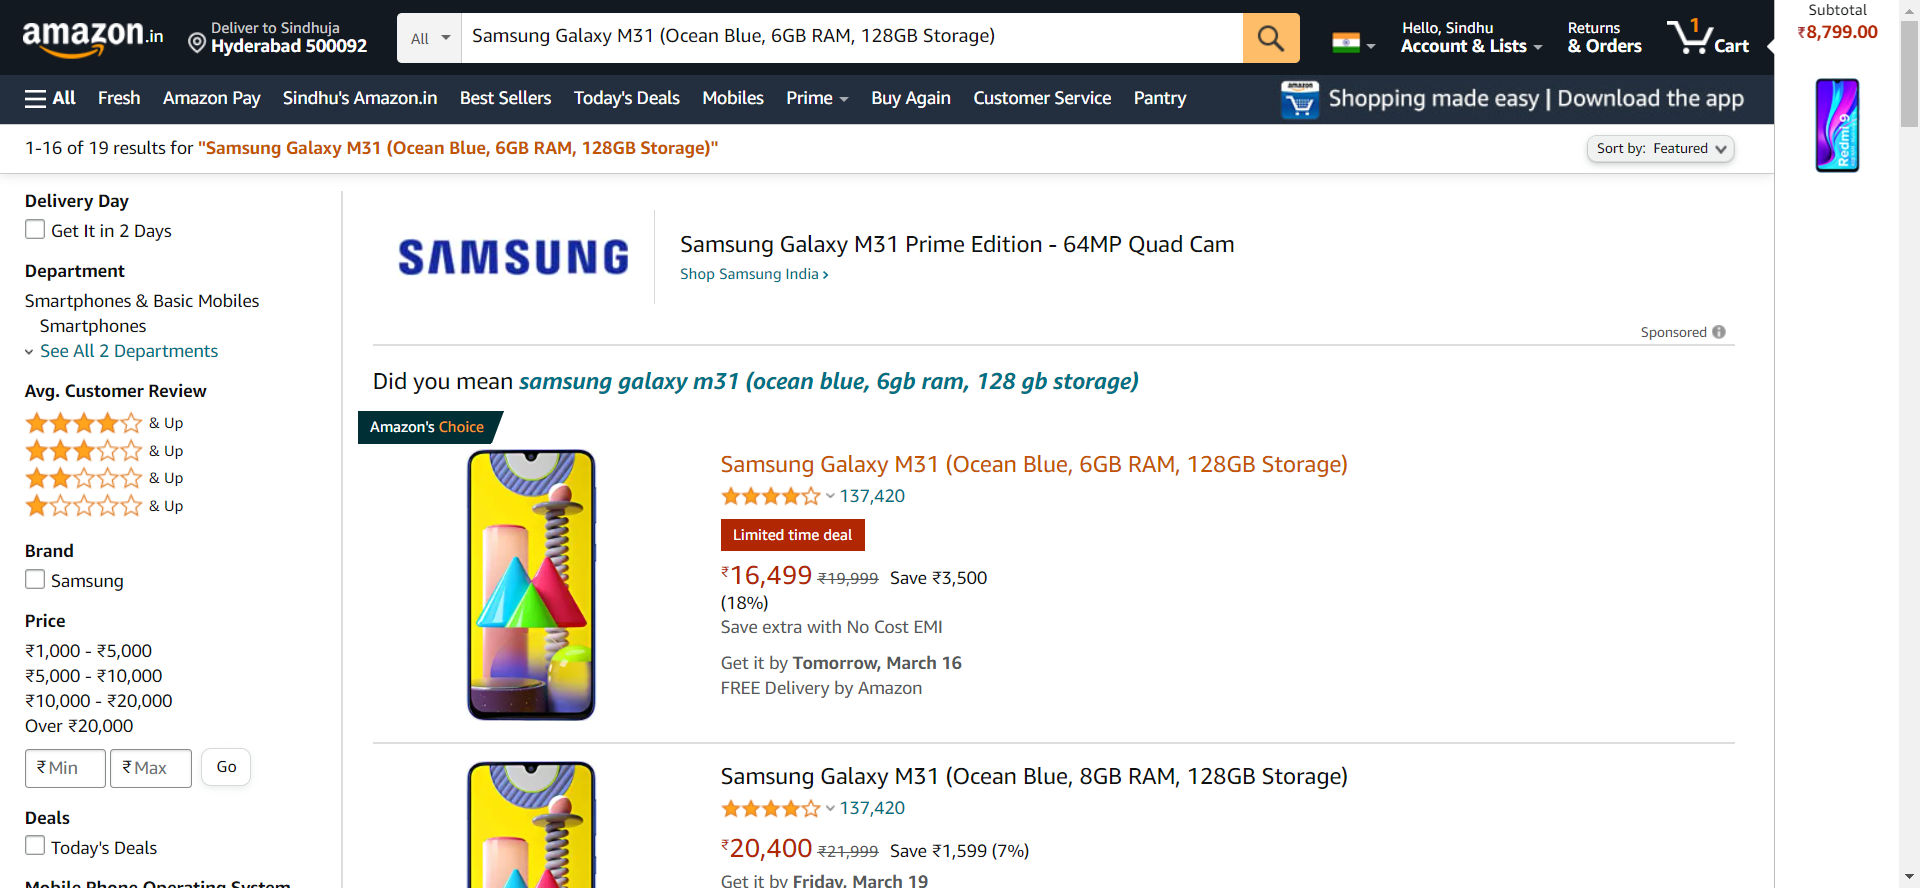 amazon.in
Deliver to Sindhuja
Hyderabad 500092
All
Samsung Galaxy M31 (Ocean Blue, 6GB RAM, 128GB Storage)
Hello, Sindhu
Account & Lists
Returns
& Orders
1
Cart
Subtotal
₹8,799.00
All Fresh Amazon Pay Sindhu's Amazon.in Best Sellers Today's Deals Mobiles Prime Buy Again Customer Service Pantry
amazon
Shopping made easy | Download the app
Redmi 9
1-16 of 19 results for "Samsung Galaxy M31 (Ocean Blue, 6GB RAM, 128GB Storage)"
Sort by: Featured
Delivery Day
Get It in 2 Days
Department
Smartphones & Basic Mobiles
Smartphones
See All 2 Departments
Avg. Customer Review
& Up
& Up
& Up
& Up
Brand
Samsung
Price
₹1,000 - ₹5,000
₹5,000 - ₹10,000
₹10,000 - ₹20,000
Over ₹20,000
₹ Min ₹ Max Go
Deals
Today's Deals
Mobile Phone Operating System
SAMSUNG
Samsung Galaxy M31 Prime Edition - 64MP Quad Cam
Shop Samsung India ›
Sponsored
Did you mean samsung galaxy m31 (ocean blue, 6gb ram, 128 gb storage)
Amazon's Choice
Samsung Galaxy M31 (Ocean Blue, 6GB RAM, 128GB Storage)
137,420
Limited time deal
₹16,499 ₹19,999 Save ₹3,500
(18%)
Save extra with No Cost EMI
Get it by Tomorrow, March 16
FREE Delivery by Amazon
Samsung Galaxy M31 (Ocean Blue, 8GB RAM, 128GB Storage)
137,420
₹20,400 ₹21,999 Save ₹1,599 (7%)
Get it by Friday, March 19